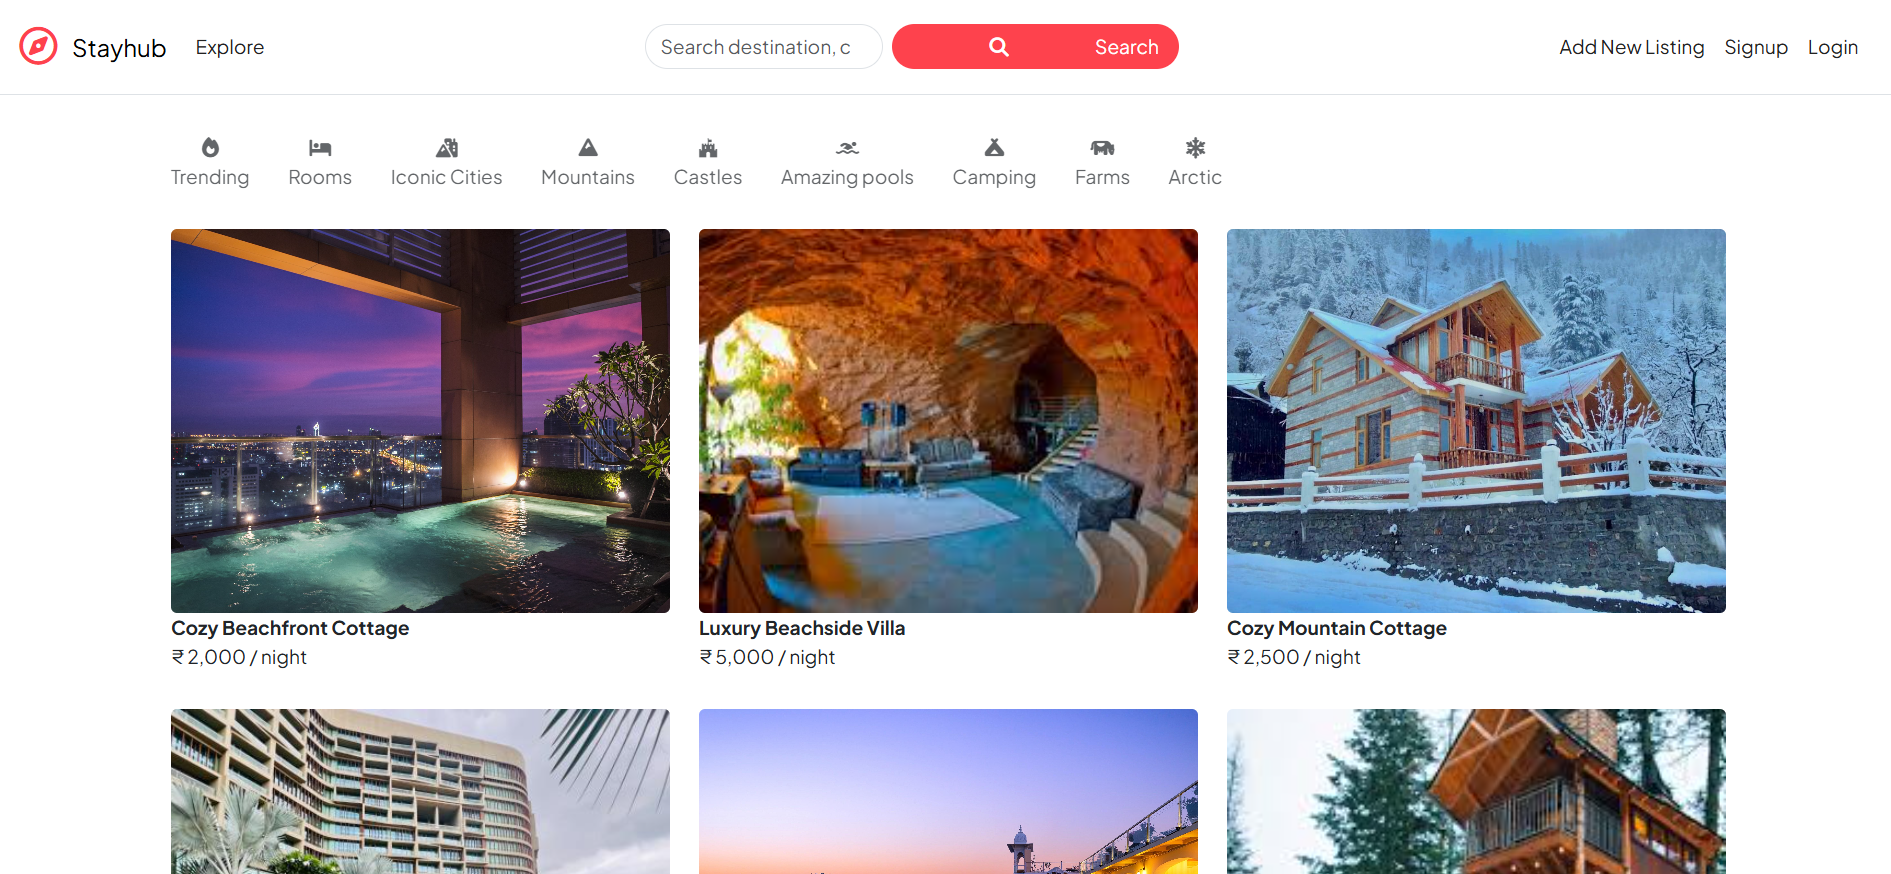 Stayhub
Explore
Search destination, c
Search
Add New Listing
Signup
Login
Trending
Rooms
Iconic Cities
Mountains
Castles
Amazing pools
Camping
Farms
Arctic
Cozy Beachfront Cottage
₹ 2,000 / night
Luxury Beachside Villa
₹ 5,000 / night
Cozy Mountain Cottage
₹ 2,500 / night